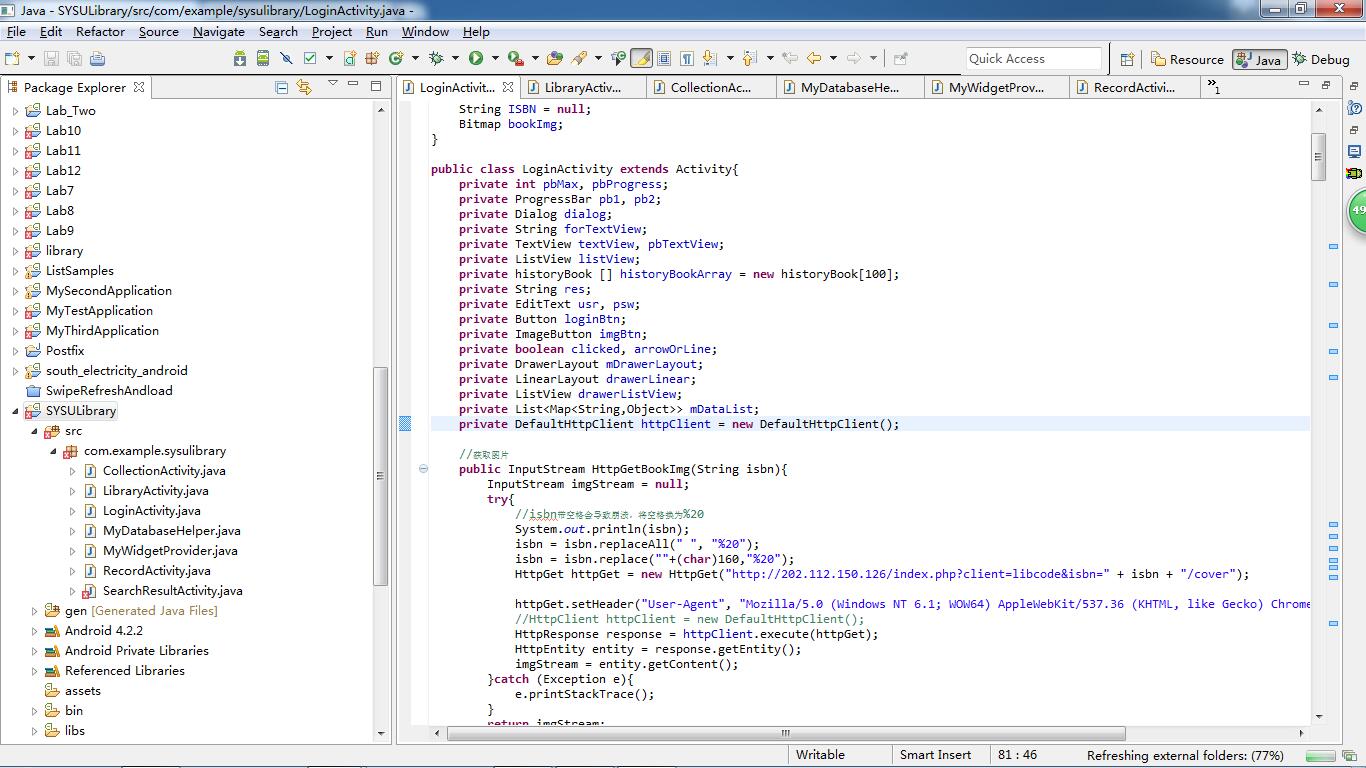 Java - SYSULibrary/src/com/example/sysulibrary/LoginActivity.java -
File Edit Refactor Source Navigate Search Project Run Window Help
Quick Access
Resource
Java
Debug
Package Explorer
LoginActivit...
LibraryActiv...
CollectionAc...
MyDatabaseHe...
MyWidgetProv...
RecordActivi...
»1
Lab_Two
Lab10
Lab11
Lab12
Lab7
Lab8
Lab9
library
ListSamples
MySecondApplication
MyTestApplication
MyThirdApplication
Postfix
south_electricity_android
SwipeRefreshAndload
SYSULibrary
src
com.example.sysulibrary
CollectionActivity.java
LibraryActivity.java
LoginActivity.java
MyDatabaseHelper.java
MyWidgetProvider.java
RecordActivity.java
SearchResultActivity.java
gen [Generated Java Files]
Android 4.2.2
Android Private Libraries
Referenced Libraries
assets
bin
libs
String ISBN = null;
Bitmap bookImg;
}
public class LoginActivity extends Activity{
private int pbMax, pbProgress;
private ProgressBar pb1, pb2;
private Dialog dialog;
private String forTextView;
private TextView textView, pbTextView;
private ListView listView;
private historyBook [] historyBookArray = new historyBook[100];
private String res;
private EditText usr, psw;
private Button loginBtn;
private ImageButton imgBtn;
private boolean clicked, arrowOrLine;
private DrawerLayout mDrawerLayout;
private LinearLayout drawerLinear;
private ListView drawerListView;
private List<Map<String,Object>> mDataList;
private DefaultHttpClient httpClient = new DefaultHttpClient();
//获取图片
public InputStream HttpGetBookImg(String isbn){
InputStream imgStream = null;
try{
//isbn带空格会导致崩溃，将空格换为%20
System.out.println(isbn);
isbn = isbn.replaceAll(" ", "%20");
isbn = isbn.replace(""+(char)160,"%20");
HttpGet httpGet = new HttpGet("http://202.112.150.126/index.php?client=libcode&isbn=" + isbn + "/cover");
httpGet.setHeader("User-Agent", "Mozilla/5.0 (Windows NT 6.1; WOW64) AppleWebKit/537.36 (KHTML, like Gecko) Chrome
//HttpClient httpClient = new DefaultHttpClient();
HttpResponse response = httpClient.execute(httpGet);
HttpEntity entity = response.getEntity();
imgStream = entity.getContent();
}catch (Exception e){
e.printStackTrace();
}
return imgStream;
49
Writable
Smart Insert
81 : 46
Refreshing external folders: (77%)